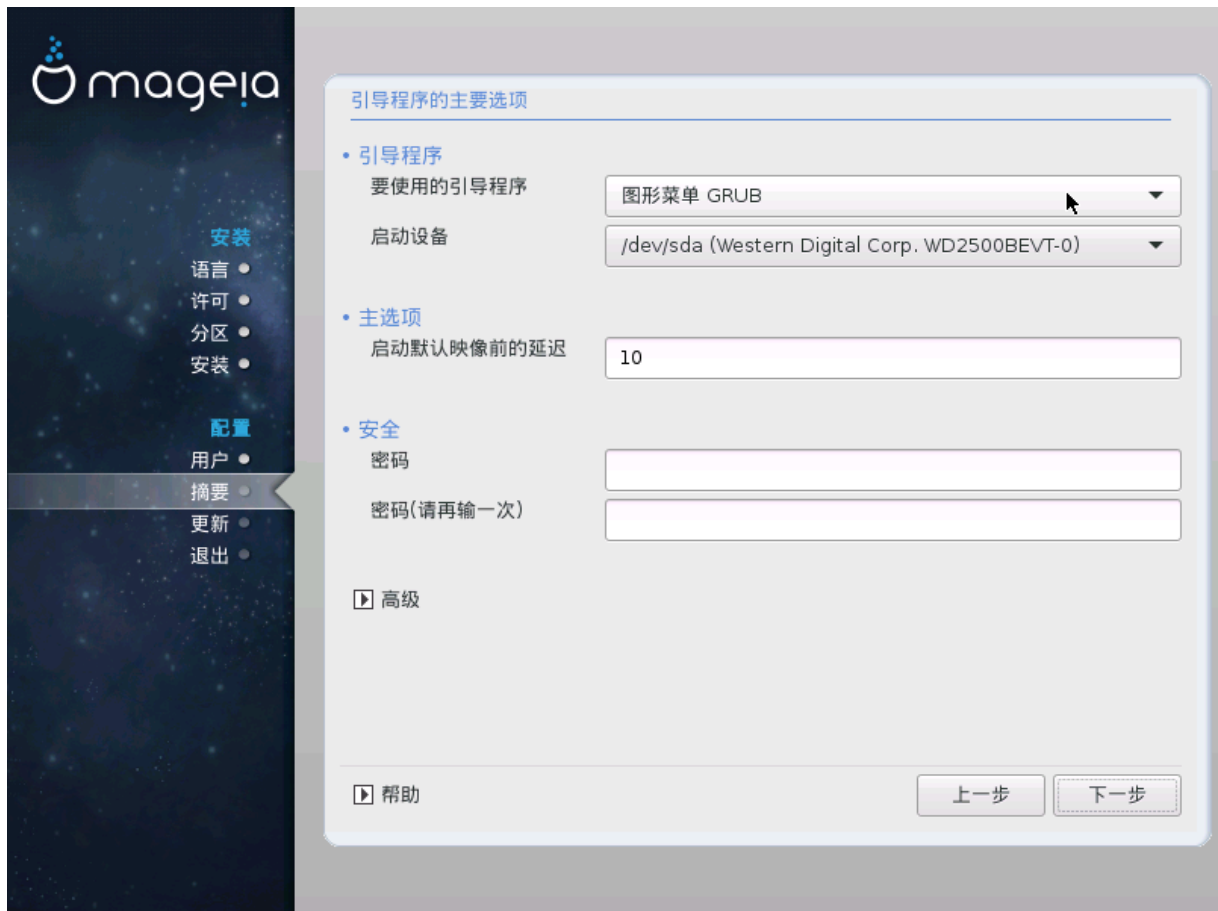 mageia
安装
语言
许可
分区
安装
配置
用户
摘要
更新
退出
引导程序的主要选项
引导程序
要使用的引导程序
图形菜单 GRUB
启动设备
/dev/sda (Western Digital Corp. WD2500BEVT-0)
主选项
启动默认映像前的延迟
10
安全
密码
密码(请再输一次)
高级
帮助
上一步
下一步